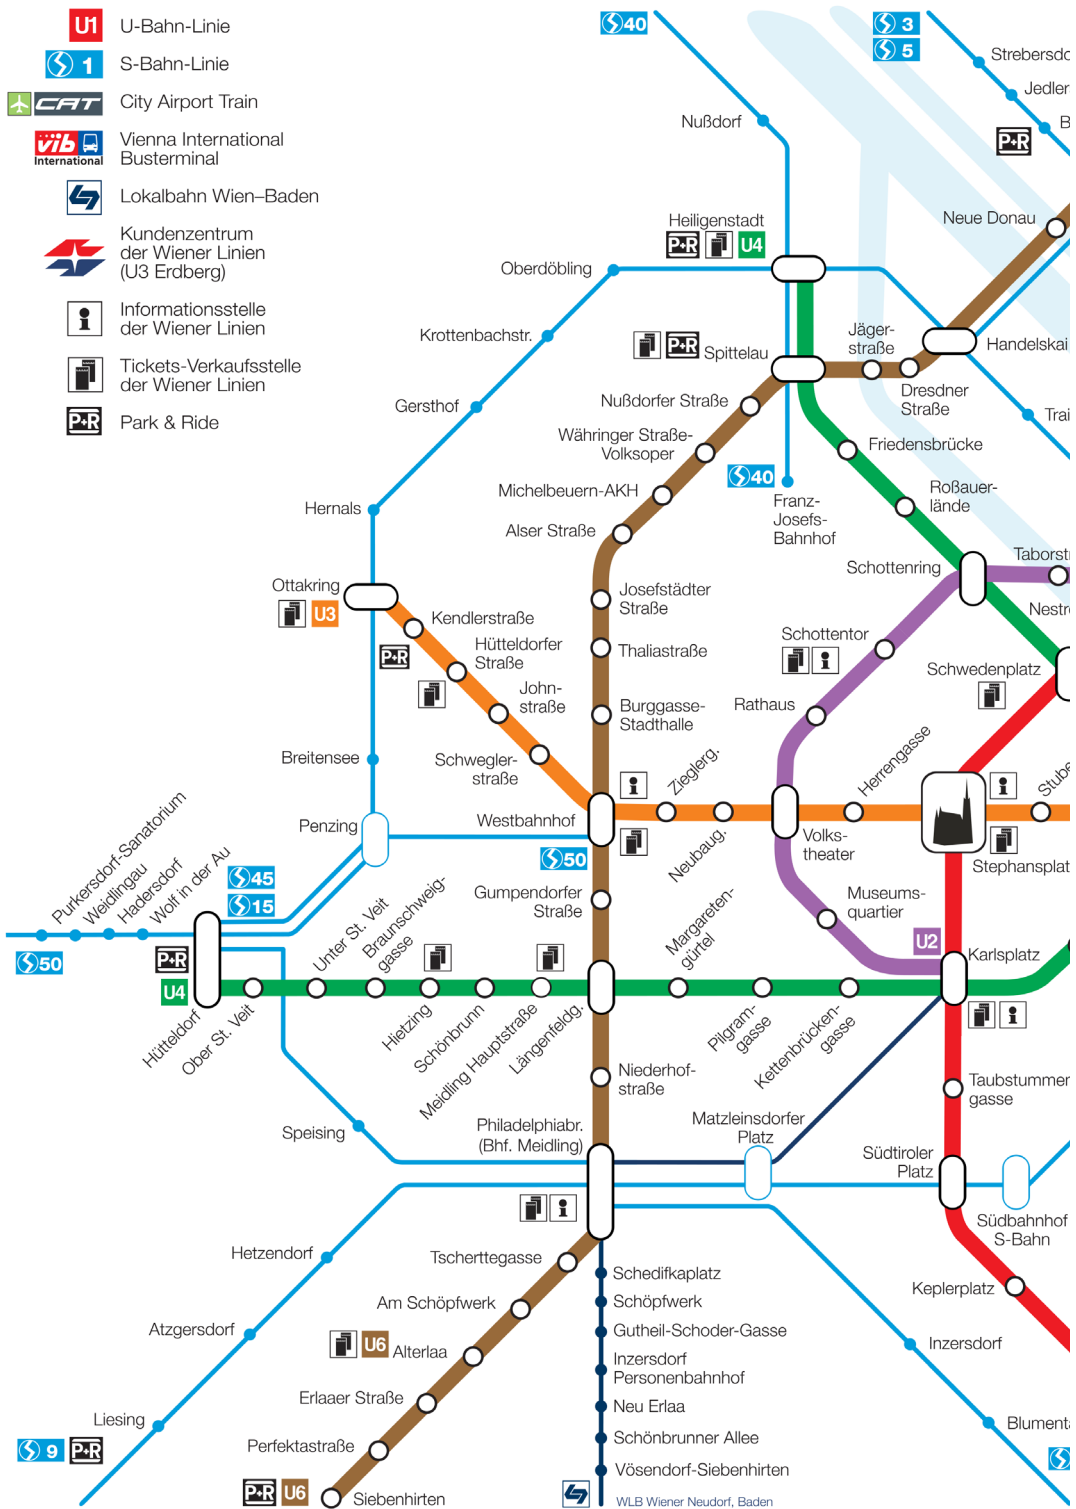 U1 U-Bahn-Linie
1 S-Bahn-Linie
CAT City Airport Train
vib International
Vienna International
Busterminal
Lokalbahn Wien–Baden
Kundenzentrum
der Wiener Linien
(U3 Erdberg)
Informationsstelle
der Wiener Linien
Tickets-Verkaufsstelle
der Wiener Linien
P+R Park & Ride
40
3
5
Strebersdo
Jedler
B
P+R
Nußdorf
Neue Donau
Heiligenstadt
P+R U4
Oberdöbling
Krottenbachstr.
P+R Spittelau
Jäger-
straße
Handelskai
Dresdner
Straße
Gersthof
Nußdorfer Straße
Trai
Währinger Straße-
Volksoper
Friedensbrücke
40
Michelbeuern-AKH
Franz-
Josefs-
Bahnhof
Roßauer-
lände
Hernals
Alser Straße
Schottenring
Taborst
Ottakring
U3
Josefstädter
Straße
Nestro
Kendlerstraße
P+R
Hütteldorfer
Straße
Thaliastraße
Schottentor
Schwedenplatz
John-
straße
Burggasse-
Stadthalle
Rathaus
Breitensee
Schwegler-
straße
Zieglerg.
Herrengasse
Stube
Penzing
Westbahnhof
50
Neubaug.
Volks-
theater
Stephansplat
Purkersdorf-Sanatorium
Weidlingau
Hadersdorf
Wolf in der Au
45
15
50
P+R
U4
Gumpendorfer
Straße
Museums-
quartier
U2
Karlsplatz
Unter St. Veit
Braunschweig-
gasse
Margareten-
gürtel
Hütteldorf
Ober St. Veit
Hietzing
Schönbrunn
Meidling Hauptstraße
Längenfeldg.
Pilgram-
gasse
Kettenbrücken-
gasse
Niederhof-
straße
Taubstummen
gasse
Speising
Philadelphiabr.
(Bhf. Meidling)
Matzleinsdorfer
Platz
Südtiroler
Platz
Südbahnhof
S-Bahn
Hetzendorf
Tscherttegasse
Schedifkaplatz
Keplerplatz
Am Schöpfwerk
Schöpfwerk
Atzgersdorf
Gutheil-Schoder-Gasse
U6 Alterlaa
Inzersdorf
Inzersdorf
Personenbahnhof
Erlaaer Straße
Neu Erlaa
Liesing
9 P+R
Blumenta
Perfektastraße
Schönbrunner Allee
Vösendorf-Siebenhirten
P+R U6 Siebenhirten
WLB Wiener Neudorf, Baden